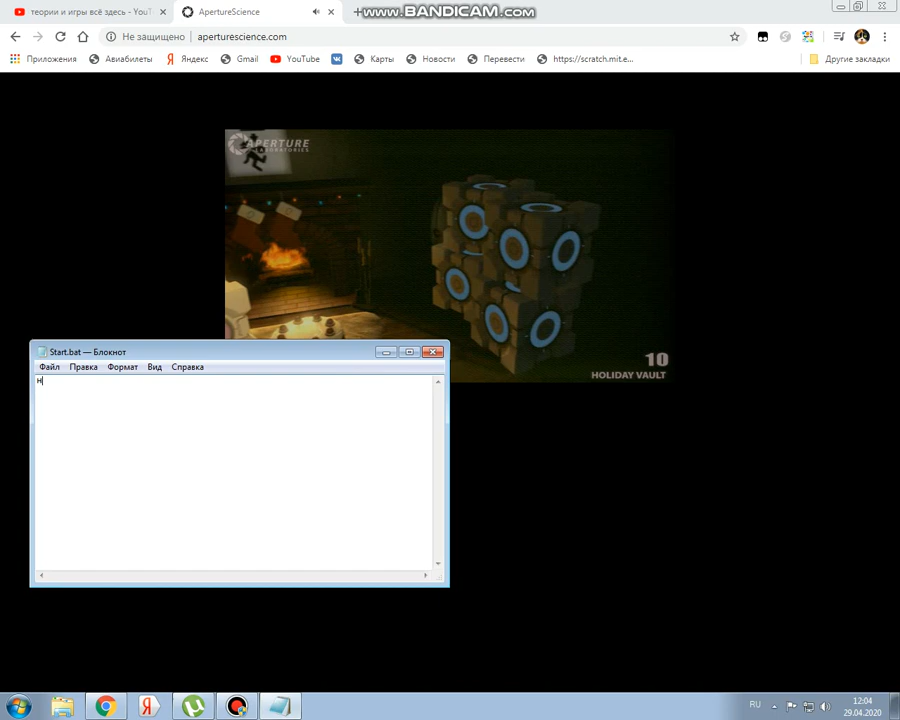 теории и игры всё здесь - YouT
ApertureScience
www.BANDICAM.com
Не защищено
aperturescience.com
Приложения
Авиабилеты
Яндекс
Gmail
YouTube
Карты
Новости
Перевести
https://scratch.mit.e...
Другие закладки
APERTURE
LABORATORIES
10
HOLIDAY VAULT
Start.bat — Блокнот
Файл
Правка
Формат
Вид
Справка
н
RU
12:04
29.04.2020